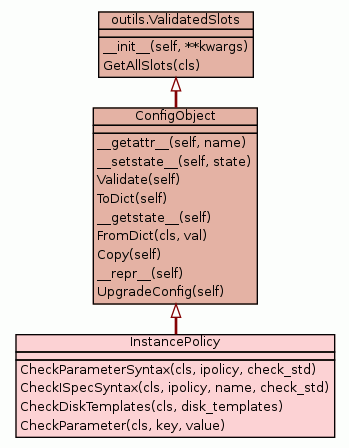 outils.ValidatedSlots
__init__(self, **kwargs)
GetAllSlots(cls)
ConfigObject
__getattr__(self, name)
__setstate__(self, state)
Validate(self)
ToDict(self)
__getstate__(self)
FromDict(cls, val)
Copy(self)
__repr__(self)
UpgradeConfig(self)
InstancePolicy
CheckParameterSyntax(cls, ipolicy, check_std)
CheckISpecSyntax(cls, ipolicy, name, check_std)
CheckDiskTemplates(cls, disk_templates)
CheckParameter(cls, key, value)